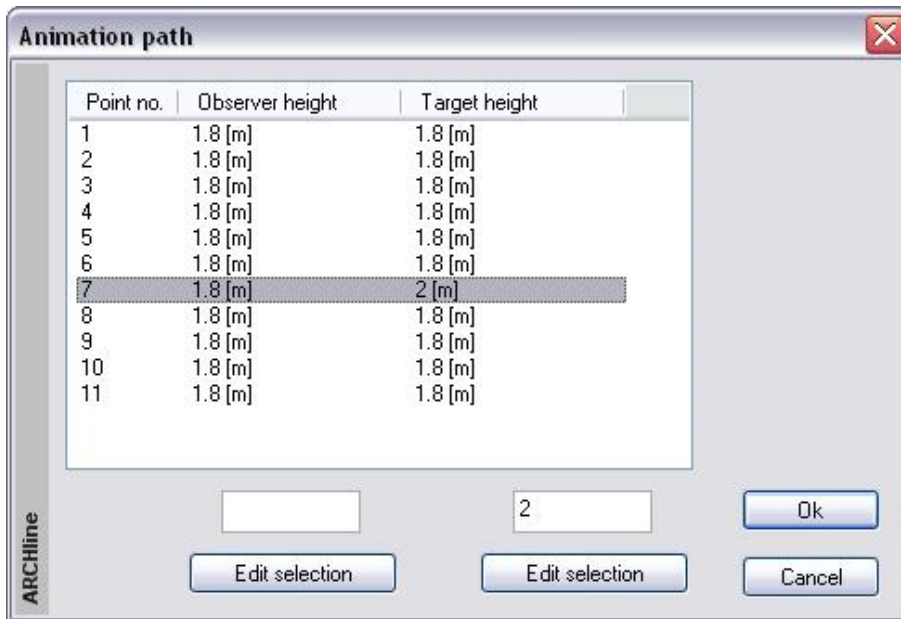 Animation path
Point no. Observer height Target height
1 1.8 [m] 1.8 [m]
2 1.8 [m] 1.8 [m]
3 1.8 [m] 1.8 [m]
4 1.8 [m] 1.8 [m]
5 1.8 [m] 1.8 [m]
6 1.8 [m] 1.8 [m]
7 1.8 [m] 2 [m]
8 1.8 [m] 1.8 [m]
9 1.8 [m] 1.8 [m]
10 1.8 [m] 1.8 [m]
11 1.8 [m] 1.8 [m]
2 Ok
Edit selection Edit selection Cancel
ARCHline